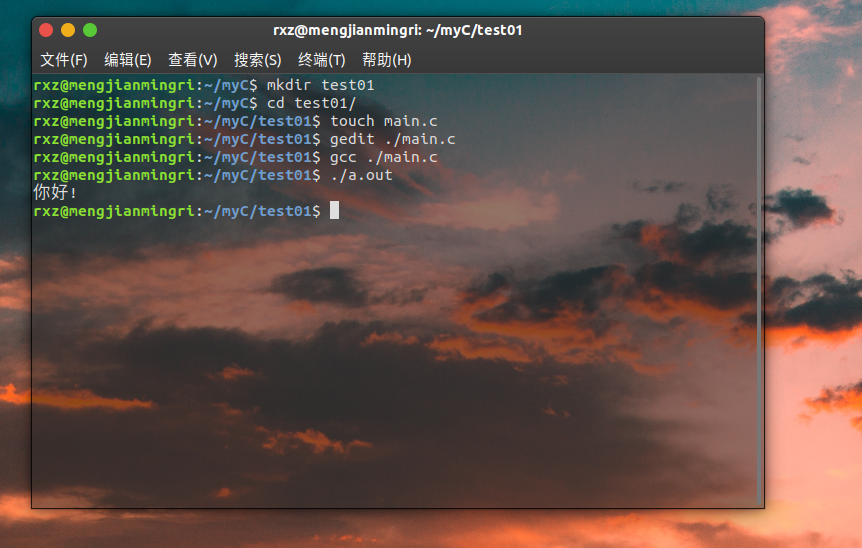 rxz@mengjianmingri: ~/myC/test01
文件(F) 编辑(E) 查看(V) 搜索(S) 终端(T) 帮助(H)
rxz@mengjianmingri:~/myC$ mkdir test01
rxz@mengjianmingri:~/myC$ cd test01/
rxz@mengjianmingri:~/myC/test01$ touch main.c
rxz@mengjianmingri:~/myC/test01$ gedit ./main.c
rxz@mengjianmingri:~/myC/test01$ gcc ./main.c
rxz@mengjianmingri:~/myC/test01$ ./a.out
你好!
rxz@mengjianmingri:~/myC/test01$